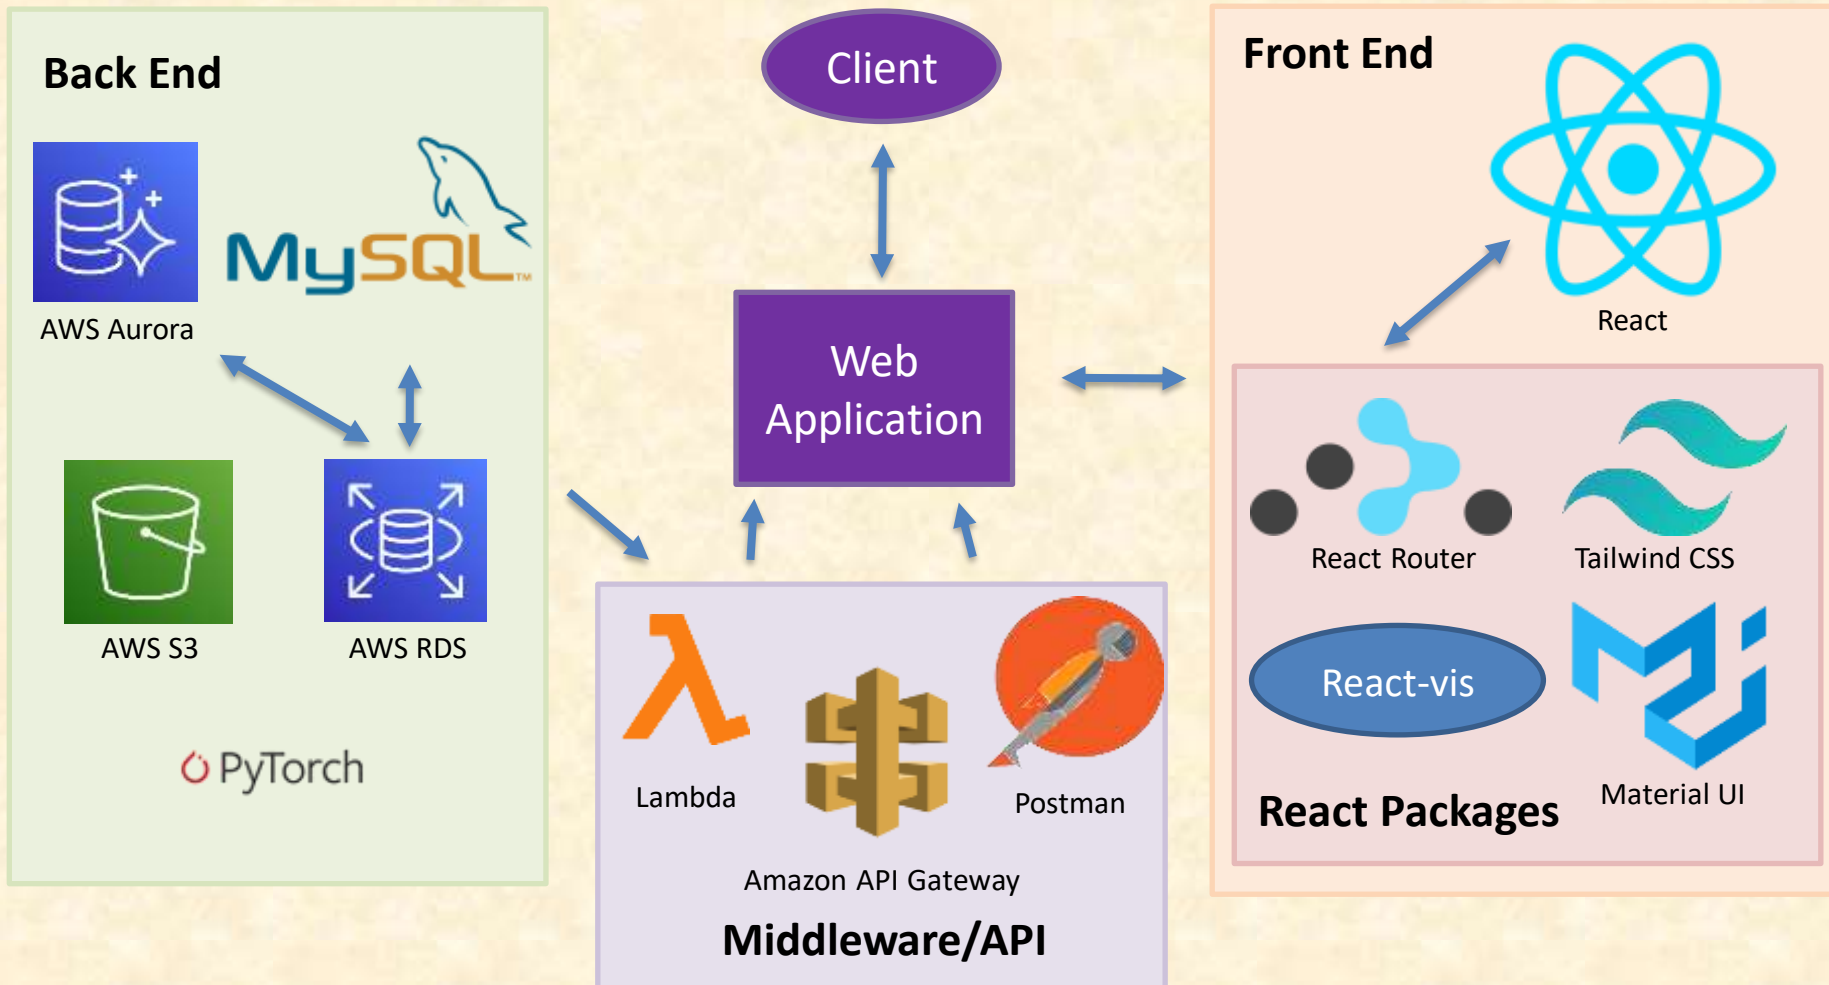 Back End
MySQL™
AWS Aurora
AWS S3
AWS RDS
PyTorch
Client
Web
Application
Lambda
Postman
Amazon API Gateway
Middleware/API
Front End
React
React Router
Tailwind CSS
React-vis
Material UI
React Packages